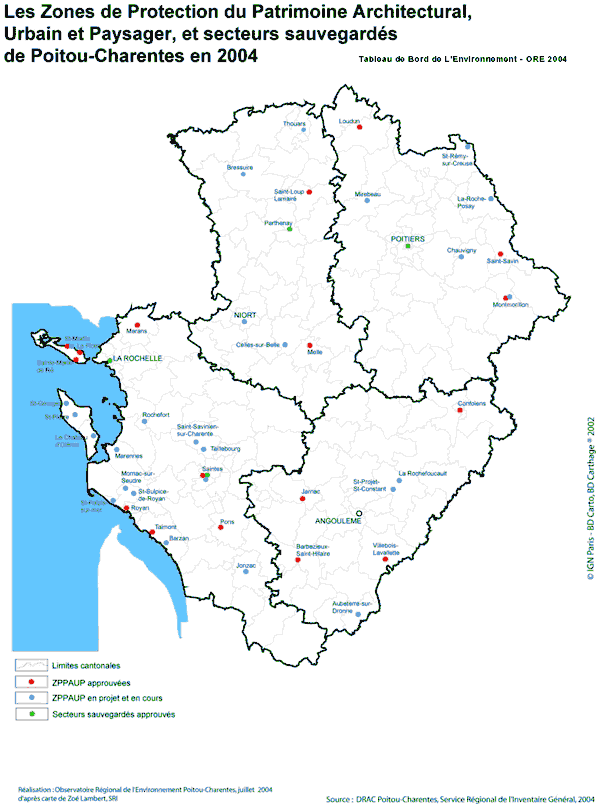 Les Zones de Protection du Patrimoine Architectural,
Urbain et Paysager, et secteurs sauvegardés
de Poitou-Charentes en 2004
Tableau de Bord de L'Environnement - ORE 2004
Thouars
Loudun
St-Rémy-
sur-Creuse
Bressuire
Saint-Loup
Lamairé
Mirebeau
La-Roche-
Posay
Parthenay
POITIERS
Chauvigny
Saint-Savin
Montmorillon
NIORT
Marans
Celles-sur-Belle
Melle
LA ROCHELLE
Confolens
Rochefort
Saint-Savinien-
sur-Charente
Taillebourg
Marennes
Mornac-sur-
Seudre
St-Sulpice-
de-Royan
Saintes
La Rochefoucault
St-Projet-
St-Constant
Jarnac
Royan
ANGOULEME
Talmont
Pons
Barzan
Barbezieux-
Saint-Hilaire
Villebois-
Lavallette
Jonzac
Aubeterre-sur-
Dronne
© IGN Paris - BD Carto, BD Carthage ® 2002
Limites cantonales
ZPPAUP approuvées
ZPPAUP en projet et en cours
Secteurs sauvegardés approuvés
Réalisation : Observatoire Régional de l'Environnement Poitou-Charentes, juillet 2004
d'après carte de Zoé Lambert, SRI
Source : DRAC Poitou-Charentes, Service Régional de l'Inventaire Général, 2004